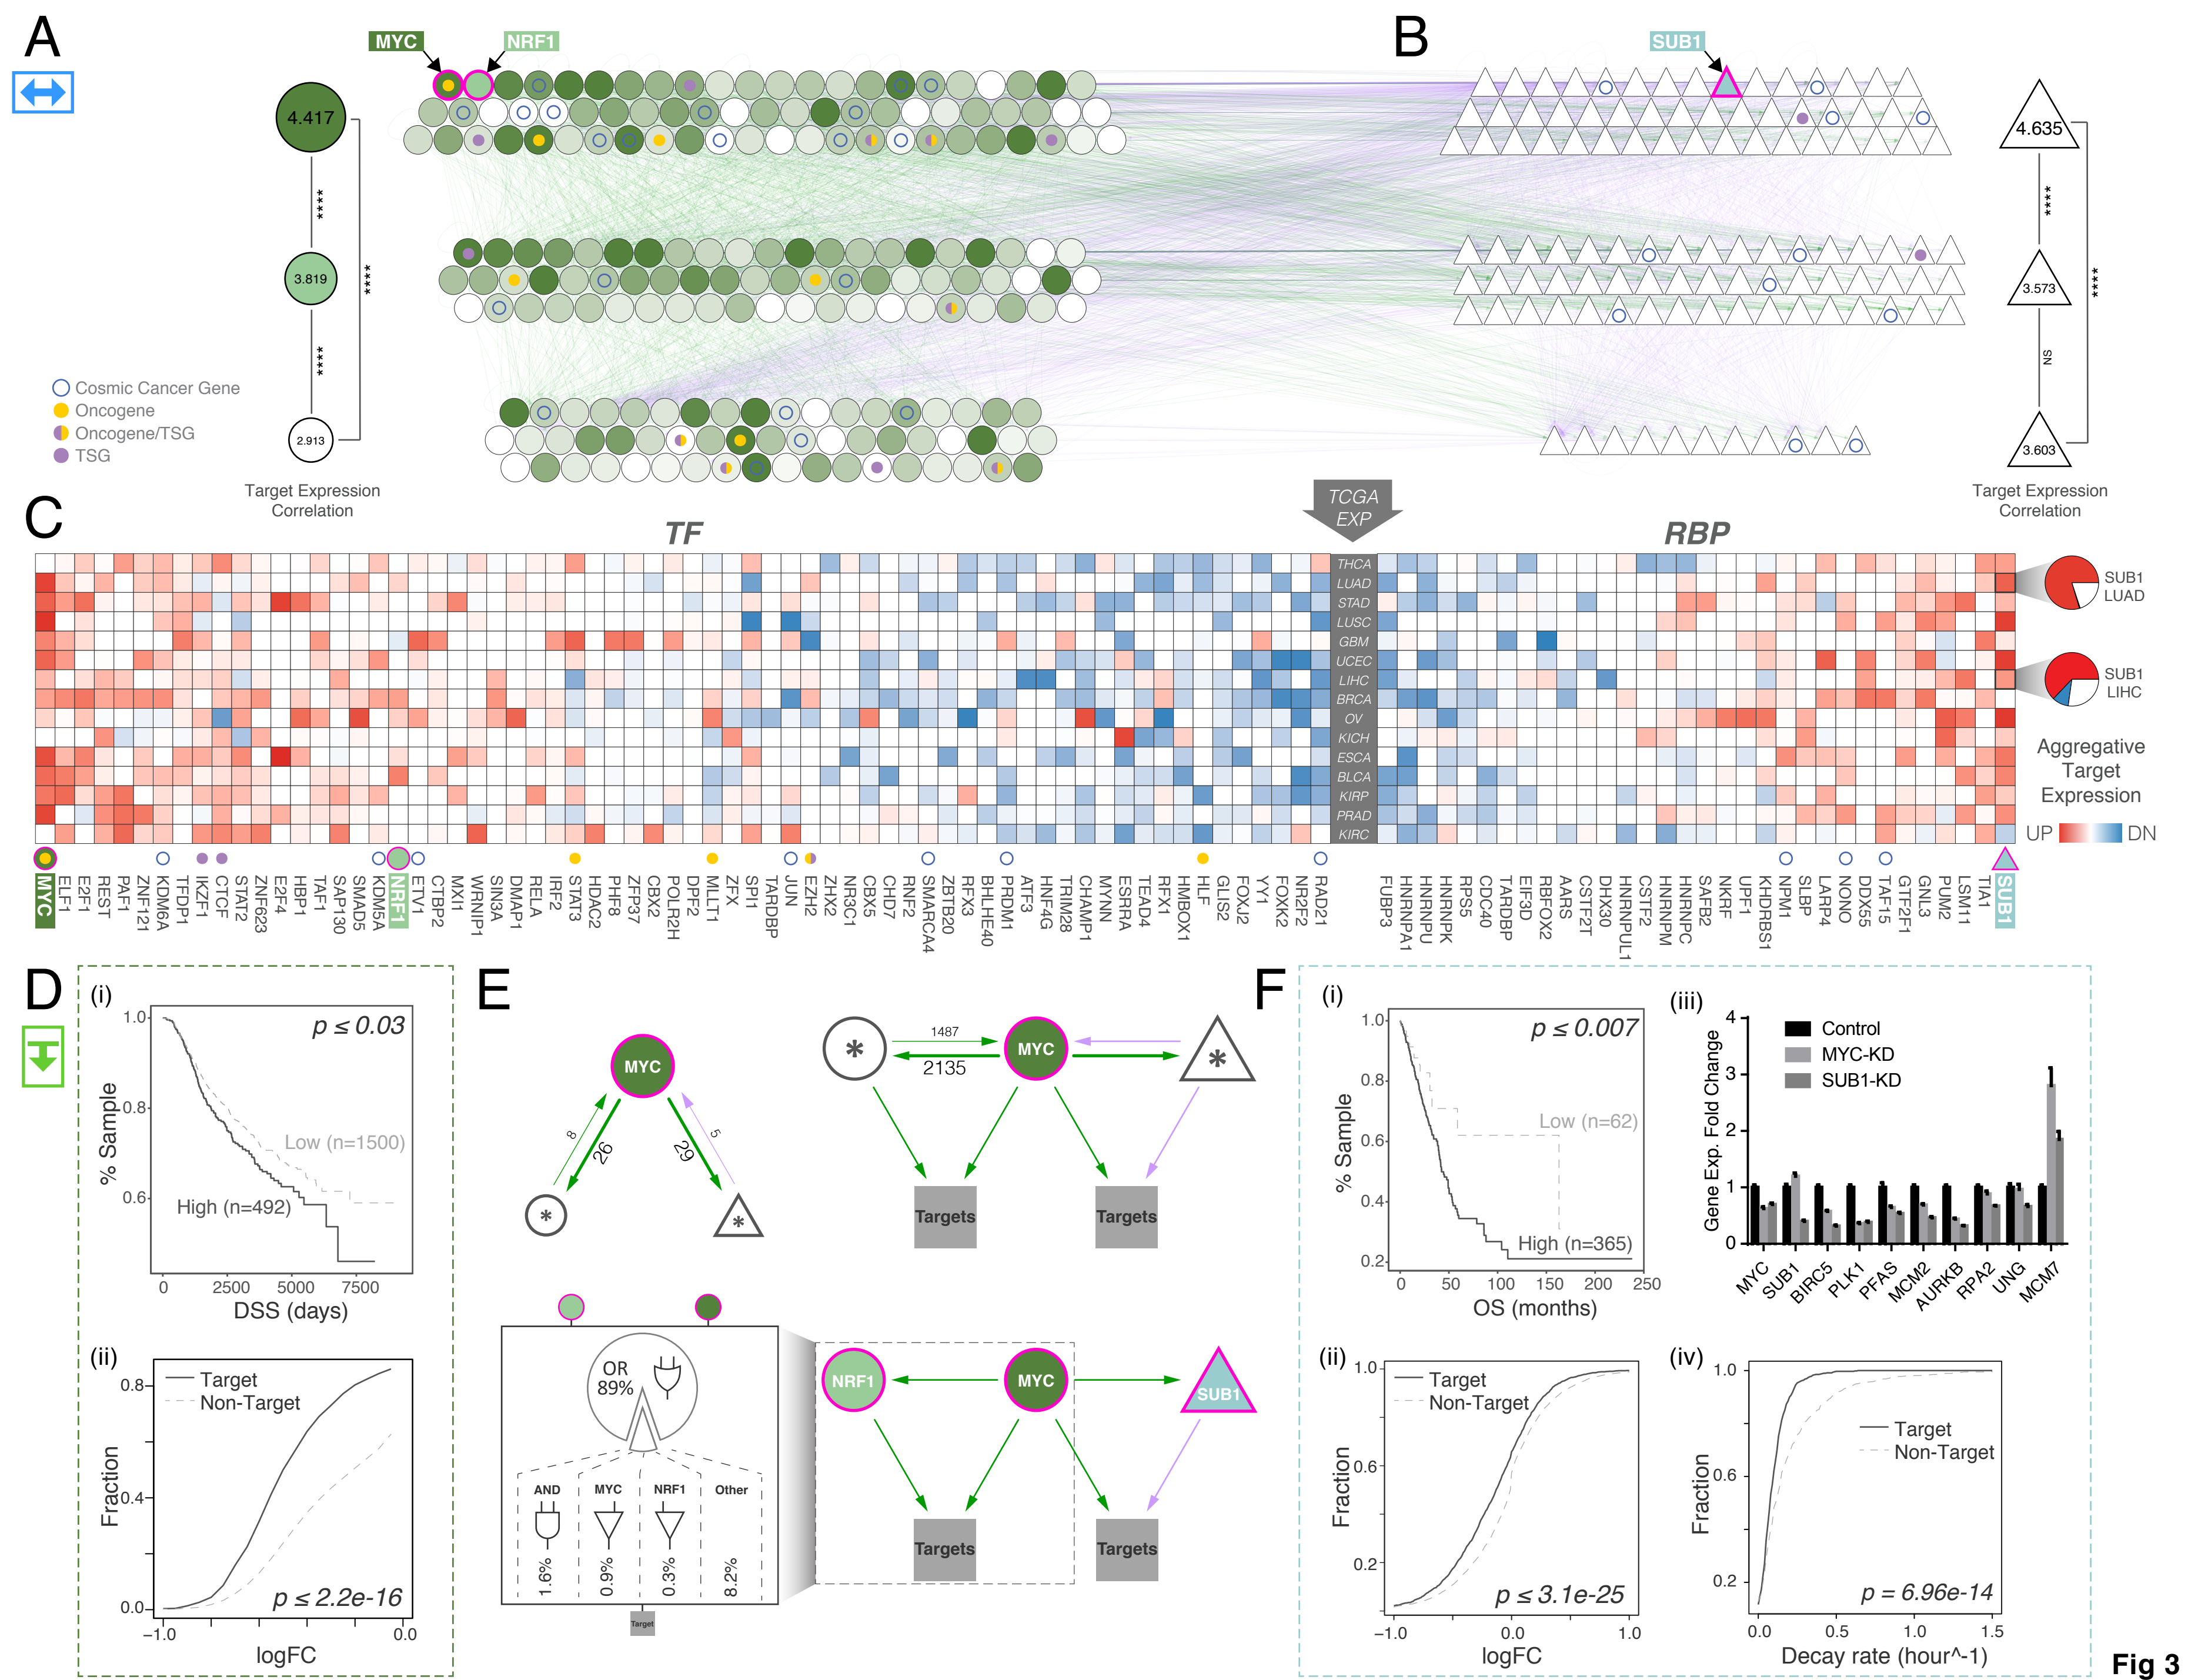 A
MYC
NRF1
B
SUB1
4.417
****
3.819
****
****
2.913
Target Expression
Correlation
Cosmic Cancer Gene
Oncogene
Oncogene/TSG
TSG
4.635
****
3.573
****
NS
3.603
Target Expression
Correlation
C
TF
TCGA
EXP
RBP
THCA
LUAD
STAD
LUSC
GBM
UCEC
LIHC
BRCA
OV
KICH
ESCA
BLCA
KIRP
PRAD
KIRC
SUB1
LUAD
SUB1
LIHC
Aggregative
Target
Expression
UP
DN
MYC
ELF1
E2F1
REST
PAF1
ZNF121
KDM6A
TFDP1
IKZF1
CTCF
STAT2
ZNF623
E2F4
HBP1
TAF1
SAP130
SMAD5
KDM5A
NRF1
ETV1
CTBP2
MXI1
WRNIP1
SIN3A
DMAP1
RELA
IRF2
STAT3
HDAC2
PHF8
ZFP37
CBX2
POLR2H
DPF2
MLLT1
ZFX
SPI1
TARDBP
JUN
EZH2
ZHX2
NR3C1
CBX5
CHD7
RNF2
SMARCA4
ZBTB20
RFX3
BHLHE40
PRDM1
ATF3
HNF4G
TRIM28
CHAMP1
MYNN
ESRRA
TEAD4
RFX1
HMBOX1
HLF
GLIS2
FOXJ2
YY1
FOXK2
NR2F2
RAD21
FUBP3
HNRNPA1
HNRNPU
HNRNPK
RPS5
CDC40
TARDBP
EIF3D
RBFOX2
AARS
CSTF2T
DHX30
HNRNPUL1
CSTF2
HNRNPM
HNRNPC
SAFB2
NKRF
UPF1
KHDRBS1
NPM1
SLBP
LARP4
NONO
DDX55
TAF15
GTF2F1
GNL3
PUM2
LSM11
TIA1
SUB1
D
(i)
p ≤ 0.03
1.0
0.8
0.6
% Sample
Low (n=1500)
High (n=492)
0
2500
5000
7500
DSS (days)
(ii)
Target
Non-Target
0.8
0.4
0.0
Fraction
p ≤ 2.2e-16
−1.0
0.0
logFC
E
MYC
8
26
29
5
*
*
*
1487
2135
MYC
*
Targets
Targets
OR
89%
AND
MYC
NRF1
Other
1.6%
0.9%
0.3%
8.2%
Target
NRF1
MYC
SUB1
Targets
Targets
F
(i)
p ≤ 0.007
1.0
0.8
0.6
0.4
0.2
% Sample
Low (n=62)
High (n=365)
0
50
100
150
200
250
OS (months)
(iii)
4
3
2
1
0
Gene Exp. Fold Change
Control
MYC-KD
SUB1-KD
MYC
SUB1
BIRC5
PLK1
PFAS
MCM2
AURKB
RPA2
UNG
MCM7
(ii)
1.0
0.6
0.2
Fraction
Target
Non-Target
p ≤ 3.1e-25
−1.0
0.0
1.0
logFC
(iv)
1.0
0.6
0.2
Fraction
Target
Non-Target
p = 6.96e-14
0.0
0.5
1.0
1.5
Decay rate (hour^-1)
Fig 3